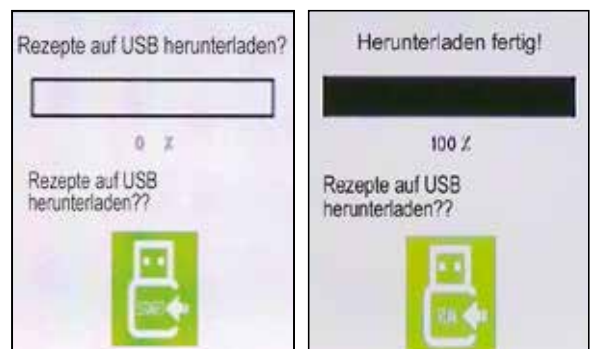 Rezepte auf USB herunterladen?
0 %
Rezepte auf USB
herunterladen??
Herunterladen fertig!
100 %
Rezepte auf USB
herunterladen??